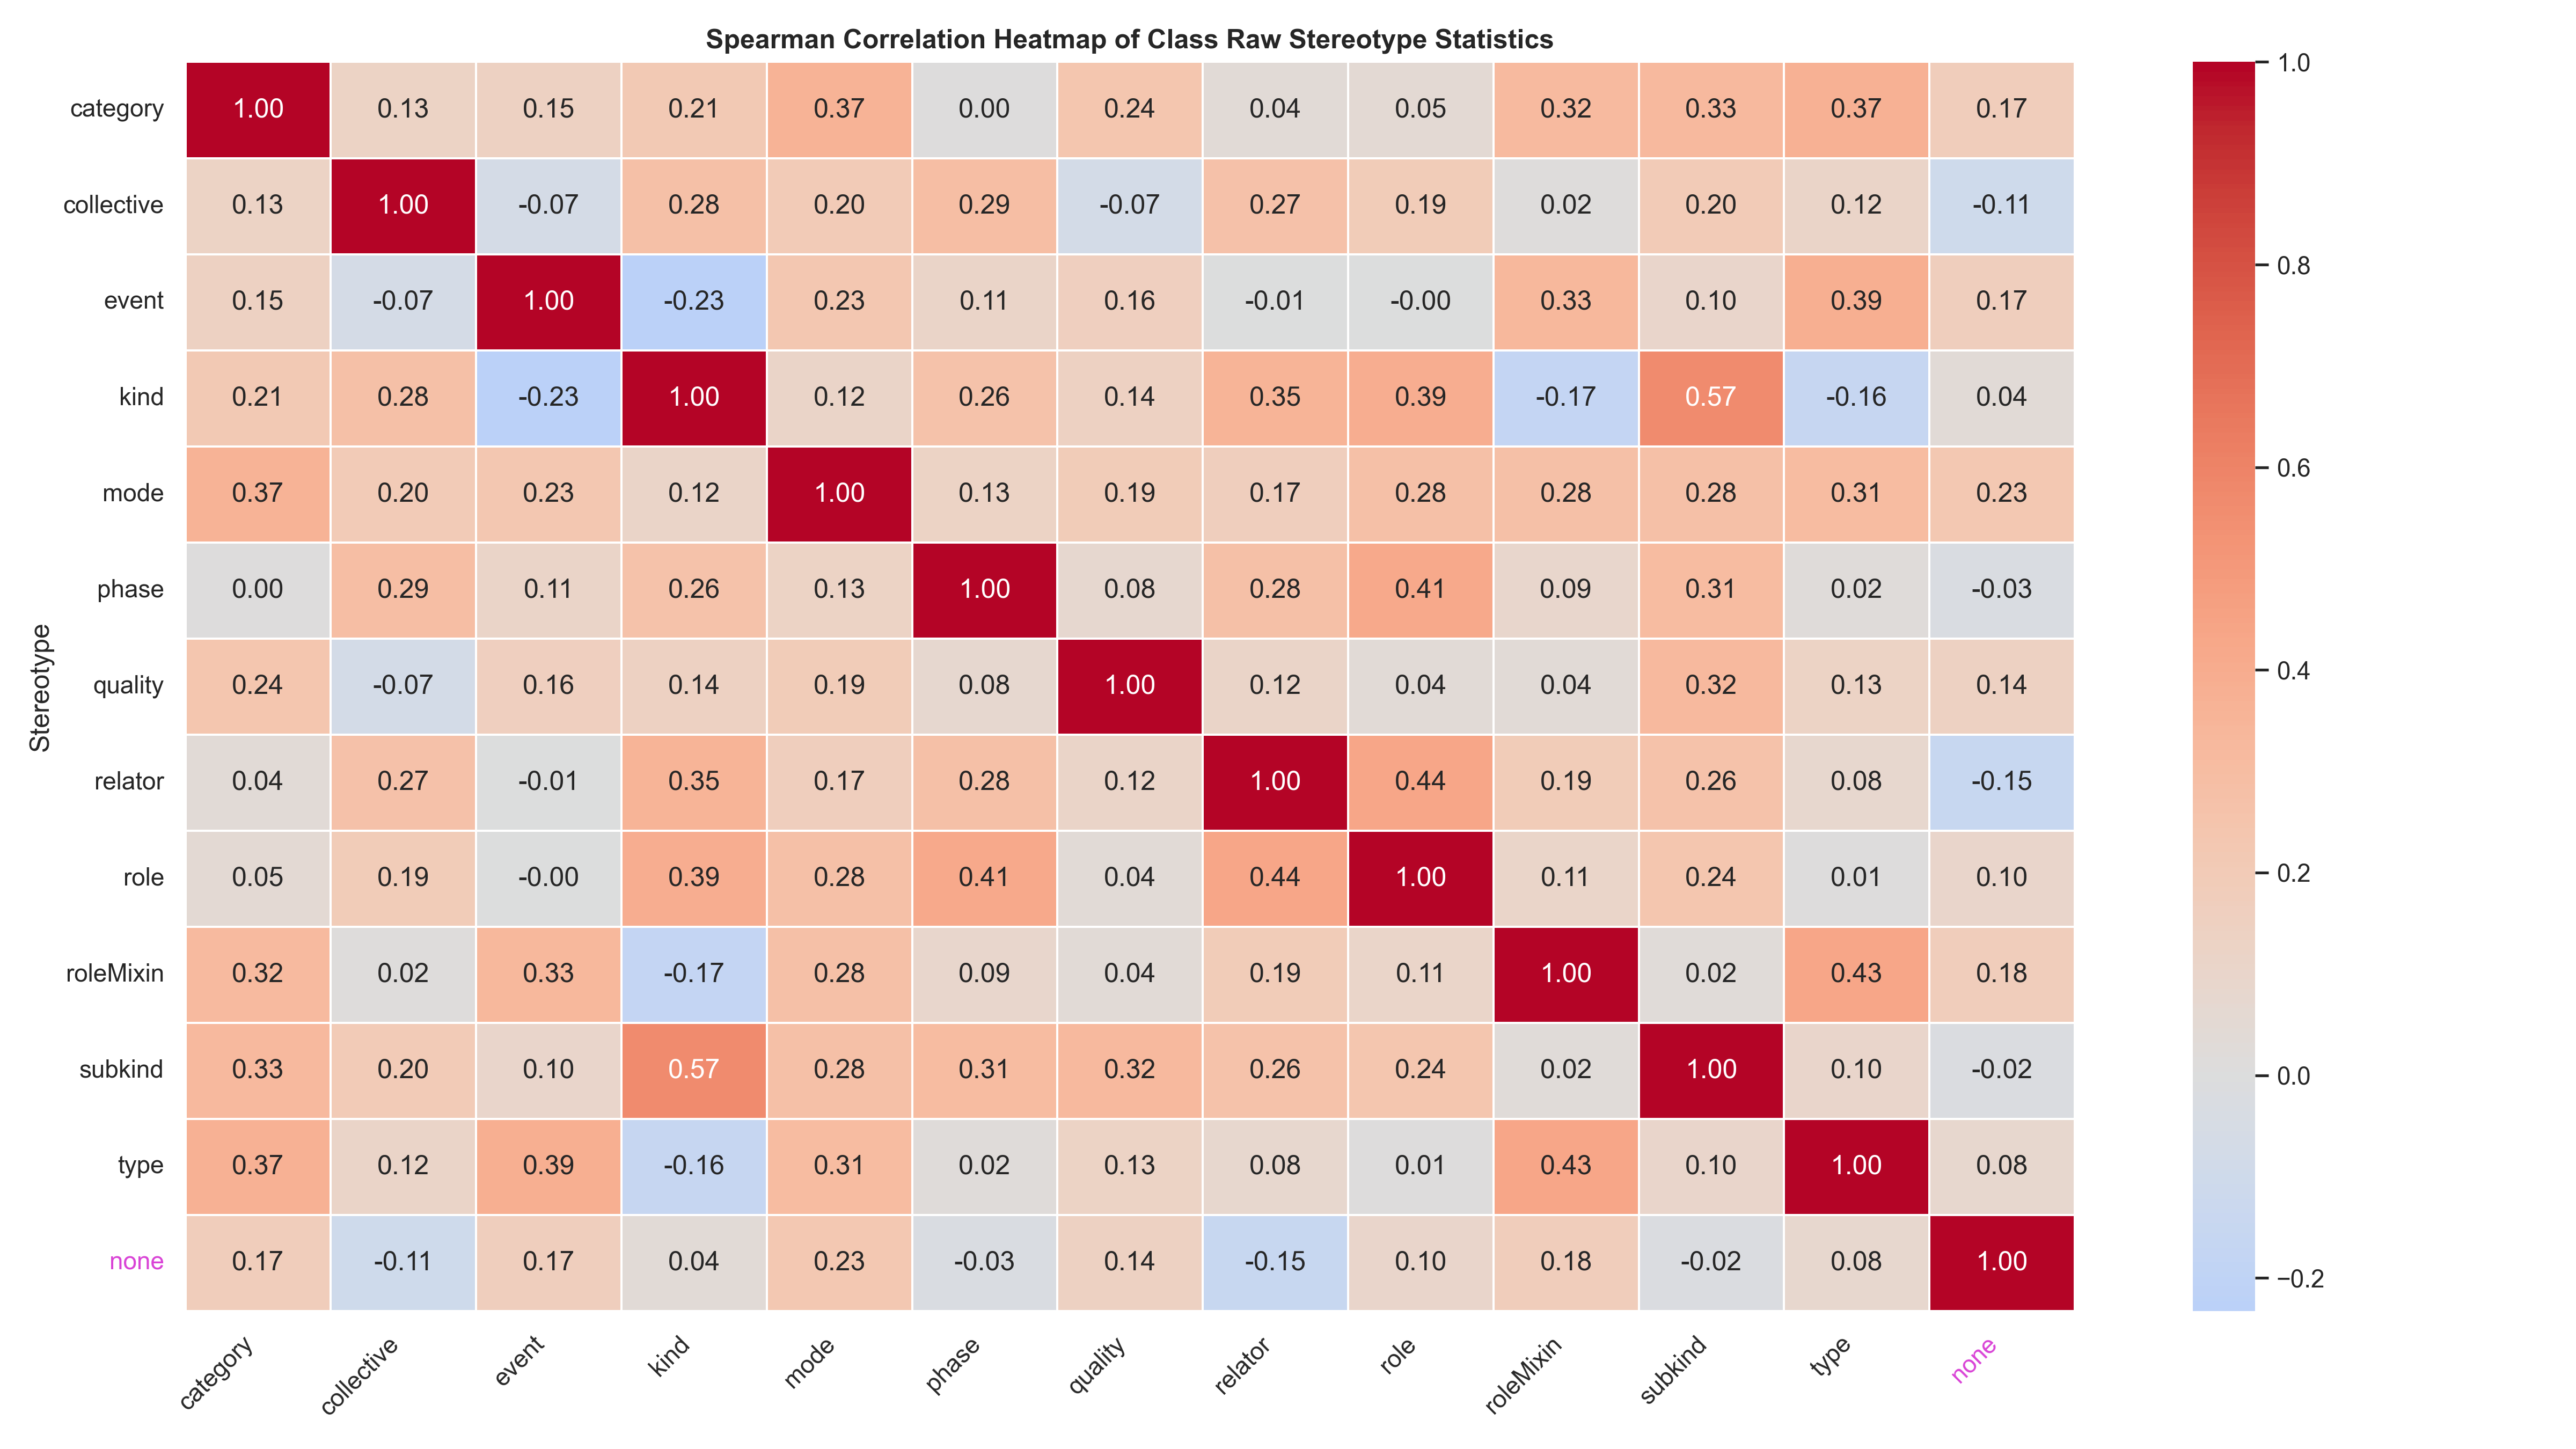 Spearman Correlation Heatmap of Class Raw Stereotype Statistics
category 1.00 0.13 0.15 0.21 0.37 0.00 0.24 0.04 0.05 0.32 0.33 0.37 0.17
collective 0.13 1.00 -0.07 0.28 0.20 0.29 -0.07 0.27 0.19 0.02 0.20 0.12 -0.11
event 0.15 -0.07 1.00 -0.23 0.23 0.11 0.16 -0.01 -0.00 0.33 0.10 0.39 0.17
kind 0.21 0.28 -0.23 1.00 0.12 0.26 0.14 0.35 0.39 -0.17 0.57 -0.16 0.04
mode 0.37 0.20 0.23 0.12 1.00 0.13 0.19 0.17 0.28 0.28 0.28 0.31 0.23
phase 0.00 0.29 0.11 0.26 0.13 1.00 0.08 0.28 0.41 0.09 0.31 0.02 -0.03
quality 0.24 -0.07 0.16 0.14 0.19 0.08 1.00 0.12 0.04 0.04 0.32 0.13 0.14
relator 0.04 0.27 -0.01 0.35 0.17 0.28 0.12 1.00 0.44 0.19 0.26 0.08 -0.15
role 0.05 0.19 -0.00 0.39 0.28 0.41 0.04 0.44 1.00 0.11 0.24 0.01 0.10
roleMixin 0.32 0.02 0.33 -0.17 0.28 0.09 0.04 0.19 0.11 1.00 0.02 0.43 0.18
subkind 0.33 0.20 0.10 0.57 0.28 0.31 0.32 0.26 0.24 0.02 1.00 0.10 -0.02
type 0.37 0.12 0.39 -0.16 0.31 0.02 0.13 0.08 0.01 0.43 0.10 1.00 0.08
none 0.17 -0.11 0.17 0.04 0.23 -0.03 0.14 -0.15 0.10 0.18 -0.02 0.08 1.00
category collective event kind mode phase quality relator role roleMixin subkind type none
Stereotype
1.0
0.8
0.6
0.4
0.2
0.0
−0.2